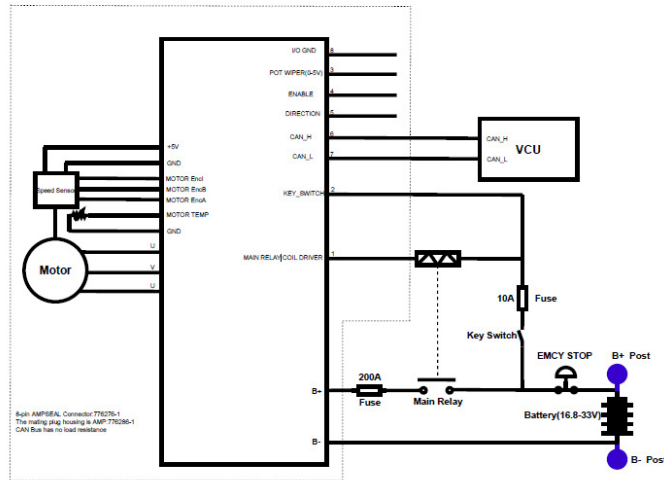 I/O GND 8
POT WIPER(0-5V) 3
ENABLE 4
DIRECTION 5
CAN_H 6
CAN_L 7
KEY_SWITCH 2
MAIN RELAY COIL DRIVER 1
CAN_H
VCU
CAN_L
+5V
GND
MOTOR EncI
MOTOR EncB
MOTOR EncA
MOTOR TEMP
GND
Speed Sensor
Motor
U
V
U
10A Fuse
Key Switch
EMCY STOP
B+ Post
200A
Fuse
Main Relay
B+
B-
Battery(16.8-33V)
B- Post
8-pin AMPSEAL Connector:776276-1
The mating plug housing is AMP:776286-1
CAN Bus has no load resistance